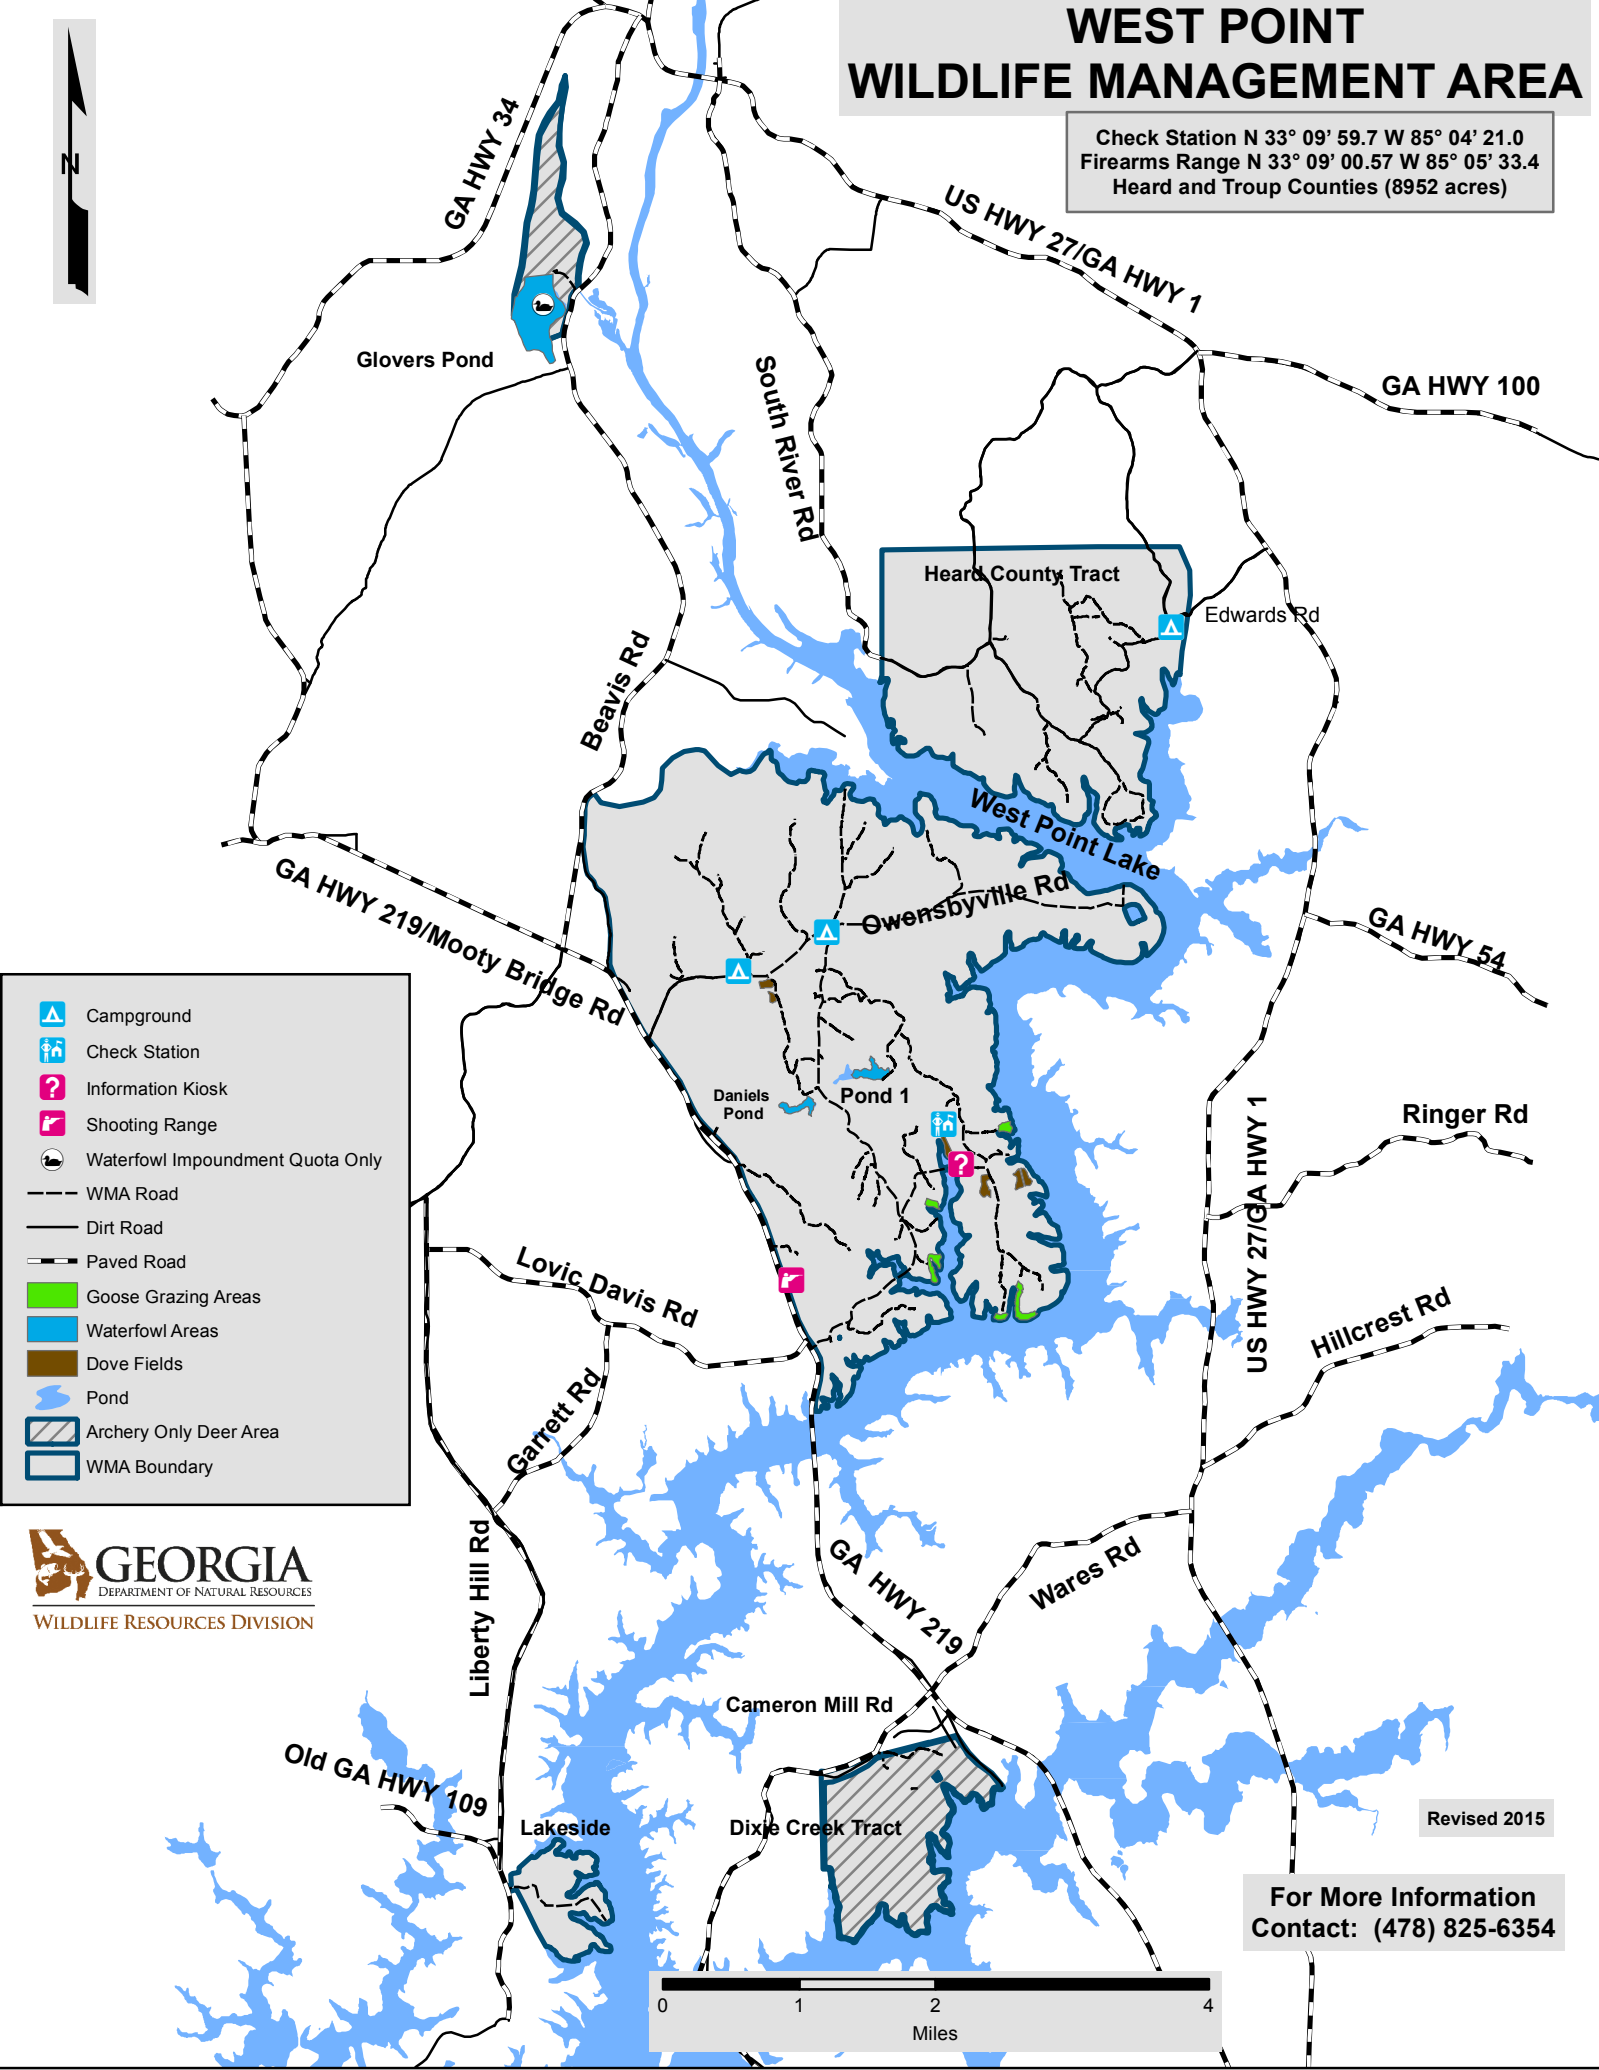 WEST POINT
WILDLIFE MANAGEMENT AREA
Check Station N 33° 09’ 59.7 W 85° 04’ 21.0
Firearms Range N 33° 09’ 00.57 W 85° 05’ 33.4
Heard and Troup Counties (8952 acres)
N
GA HWY 34
US HWY 27/GA HWY 1
Glovers Pond
South River Rd
GA HWY 100
Heard County Tract
Edwards Rd
Beavis Rd
West Point Lake
GA HWY 219/Mooty Bridge Rd
Owensbyville Rd
GA HWY 54
Campground
Check Station
Information Kiosk
Shooting Range
Waterfowl Impoundment Quota Only
WMA Road
Dirt Road
Paved Road
Goose Grazing Areas
Waterfowl Areas
Dove Fields
Pond
Archery Only Deer Area
WMA Boundary
Daniels
Pond
Pond 1
?
?
Ringer Rd
US HWY 27/GA HWY 1
Lovic Davis Rd
Hillcrest Rd
Garrett Rd
GEORGIA
DEPARTMENT OF NATURAL RESOURCES
WILDLIFE RESOURCES DIVISION
Liberty Hill Rd
GA HWY 219
Wares Rd
Cameron Mill Rd
Old GA HWY 109
Lakeside
Dixie Creek Tract
Revised 2015
For More Information
Contact: (478) 825-6354
0 1 2 4
Miles